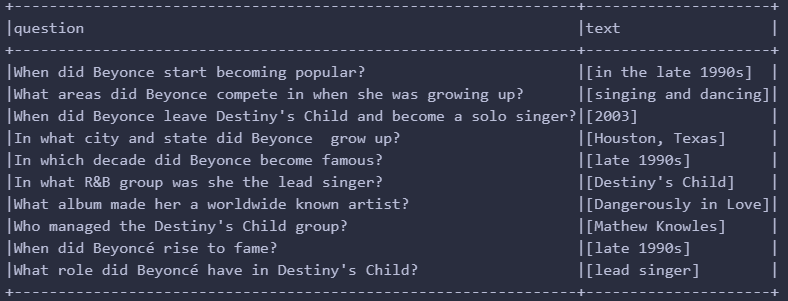 +----------------------------------------------------------------+---------------------+
|question                                                        |text                 |
+----------------------------------------------------------------+---------------------+
|When did Beyonce start becoming popular?                        |[in the late 1990s]  |
|What areas did Beyonce compete in when she was growing up?      |[singing and dancing]|
|When did Beyonce leave Destiny's Child and become a solo singer?|[2003]               |
|In what city and state did Beyonce  grow up?                    |[Houston, Texas]     |
|In which decade did Beyonce become famous?                      |[late 1990s]         |
|In what R&B group was she the lead singer?                      |[Destiny's Child]    |
|What album made her a worldwide known artist?                   |[Dangerously in Love]|
|Who managed the Destiny's Child group?                          |[Mathew Knowles]     |
|When did Beyoncé rise to fame?                                  |[late 1990s]         |
|What role did Beyoncé have in Destiny's Child?                  |[lead singer]        |
+----------------------------------------------------------------+---------------------+